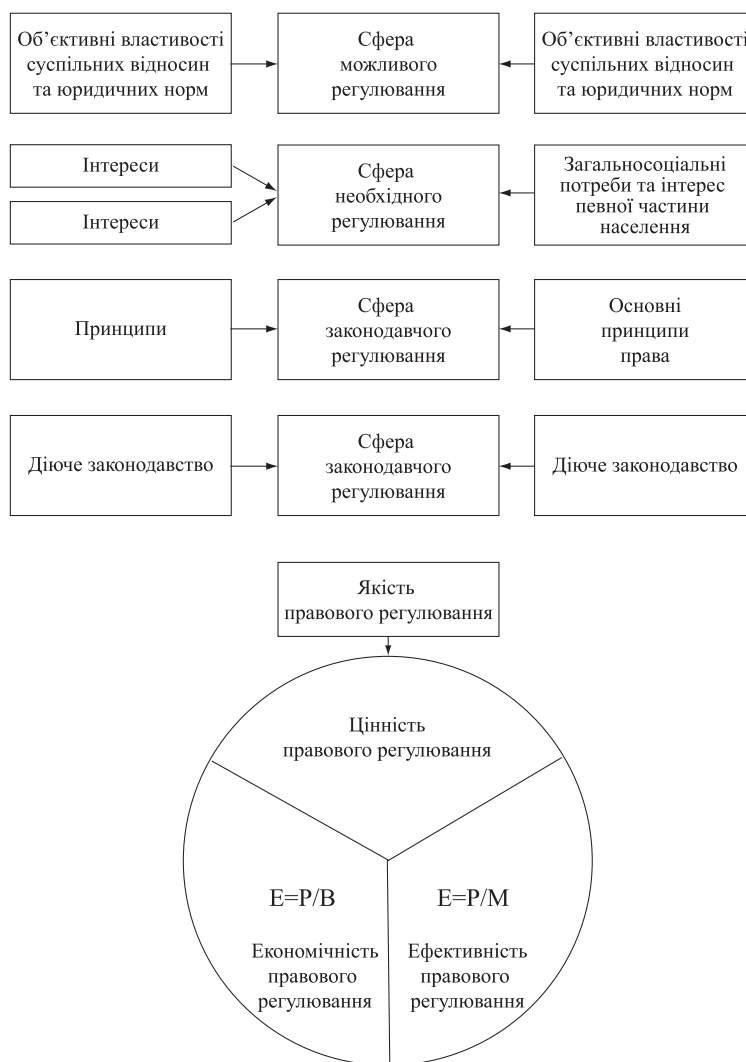 Об’єктивні властивості
суспільних відносин
та юридичних норм
Сфера
можливого
регулювання
Об’єктивні властивості
суспільних відносин
та юридичних норм
Інтереси
Інтереси
Сфера
необхідного
регулювання
Загальносоціальні
потреби та інтерес
певної частини
населення
Принципи
Сфера
законодавчого
регулювання
Основні
принципи
права
Діюче законодавство
Сфера
законодавчого
регулювання
Діюче законодавство
Якість
правового регулювання
Цінність
правового регулювання
Е=Р/В
Економічність
правового
регулювання
Е=Р/М
Ефективність
правового
регулювання